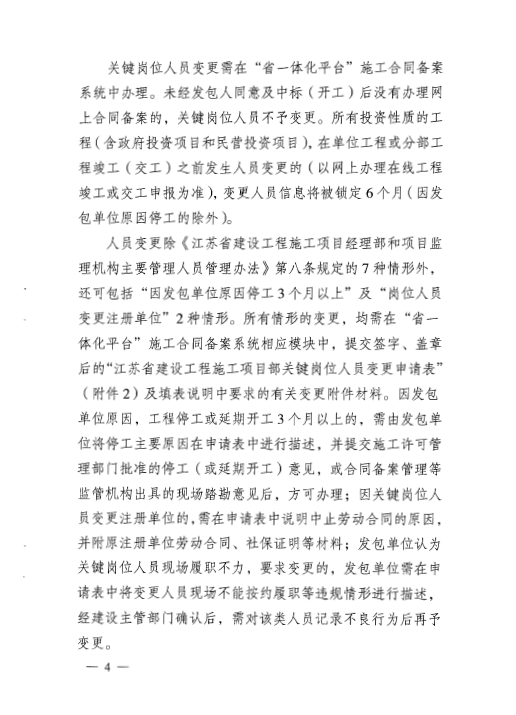 关键岗位人员变更需在“省一体化平台”施工合同备案
系统中办理。未经发包人同意及中标（开工）后没有办理网
上合同备案的，关键岗位人员不予变更。所有投资性质的工
程（含政府投资项目和民营投资项目），在单位工程或分部工
程竣工（交工）之前发生人员变更的（以网上办理在线工程
竣工或交工申报为准），变更人员信息将被锁定6个月（因发
包单位原因停工的除外）。
人员变更除《江苏省建设工程施工项目经理部和项目监
理机构主要管理人员管理办法》第八条规定的7种情形外，
还可包括“因发包单位原因停工3个月以上”及“岗位人员
变更注册单位”2种情形。所有情形的变更，均需在“省一
体化平台”施工合同备案系统相应模块中，提交签字、盖章
后的“江苏省建设工程施工项目部关键岗位人员变更申请表”
（附件2）及填表说明中要求的有关变更附件材料。因发包
单位原因，工程停工或延期开工3个月以上的，需由发包单
位将停工主要原因在申请表中进行描述，并提交施工许可管
理部门批准的停工（或延期开工）意见，或合同备案管理等
监管机构出具的现场踏勘意见后，方可办理；因关键岗位人
员变更注册单位的，需在申请表中说明中止劳动合同的原因，
并附原注册单位劳动合同、社保证明等材料；发包单位认为
关键岗位人员现场履职不力，要求变更的，发包单位需在申
请表中将变更人员现场不能按约履职等违规情形进行描述，
经建设主管部门确认后，需对该类人员记录不良行为后再予
变更。
— 4 —